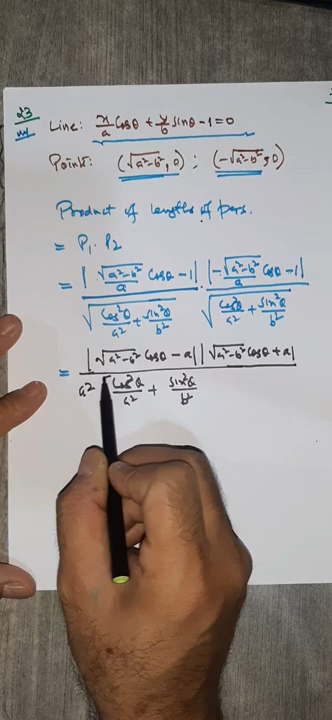 23
Line: x/a Cosθ + y/b Sinθ - 1 = 0
Points: (√(a²-b²), 0) ; (-√(a²-b²), 0)
Product of lengths of pers.
= P₁ . P₂
= |√(a²-b²)/a Cosθ - 1| / √(Cos²θ/a² + Sin²θ/b²) . |-√(a²-b²)/a Cosθ - 1| / √(Cos²θ/a² + Sin²θ/b²)
= |√(a²-b²) Cosθ - a| |√(a²-b²) Cosθ + a| / a² Cos²θ/a² + Sin²θ/b²